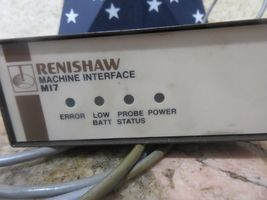 RENISHAW
MACHINE INTERFACE
MI7
ERROR LOW PROBE POWER
BATT STATUS